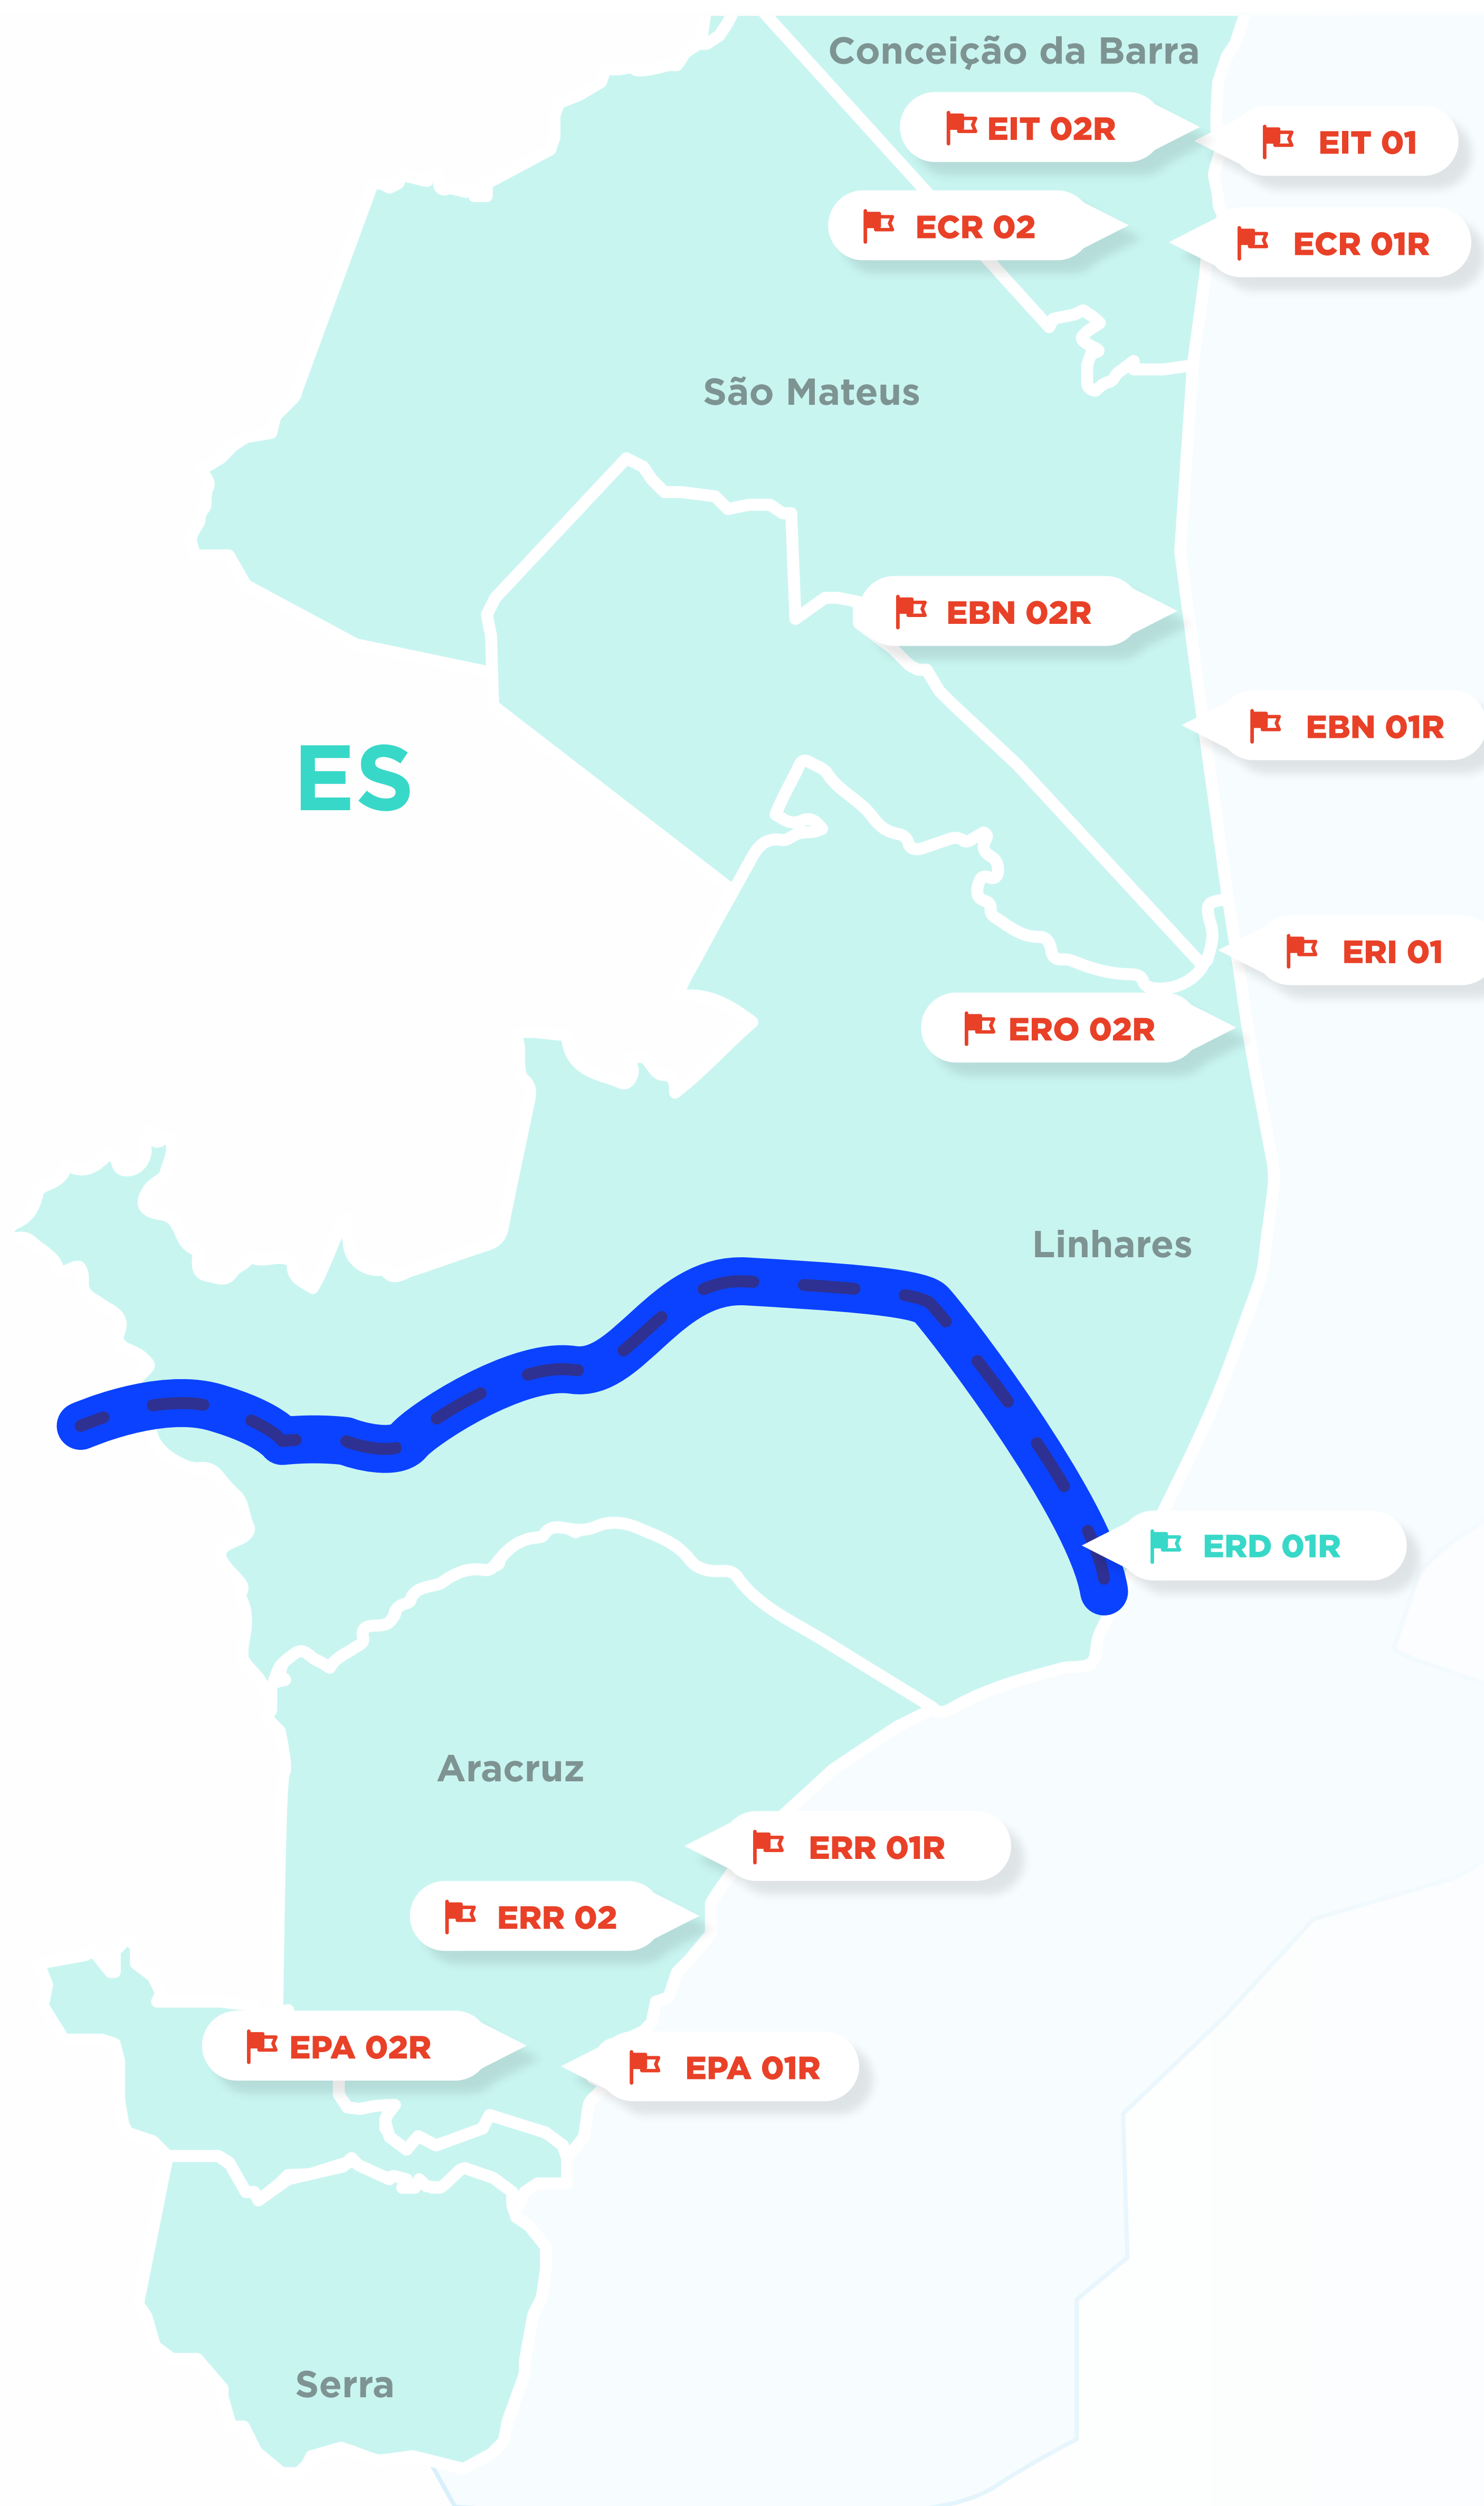 Conceição da Barra
EIT 02R
EIT 01
ECR 02
ECR 01R
São Mateus
EBN 02R
EBN 01R
ES
ERI 01
ERO 02R
Linhares
ERD 01R
Aracruz
ERR 01R
ERR 02
EPA 02R
EPA 01R
Serra